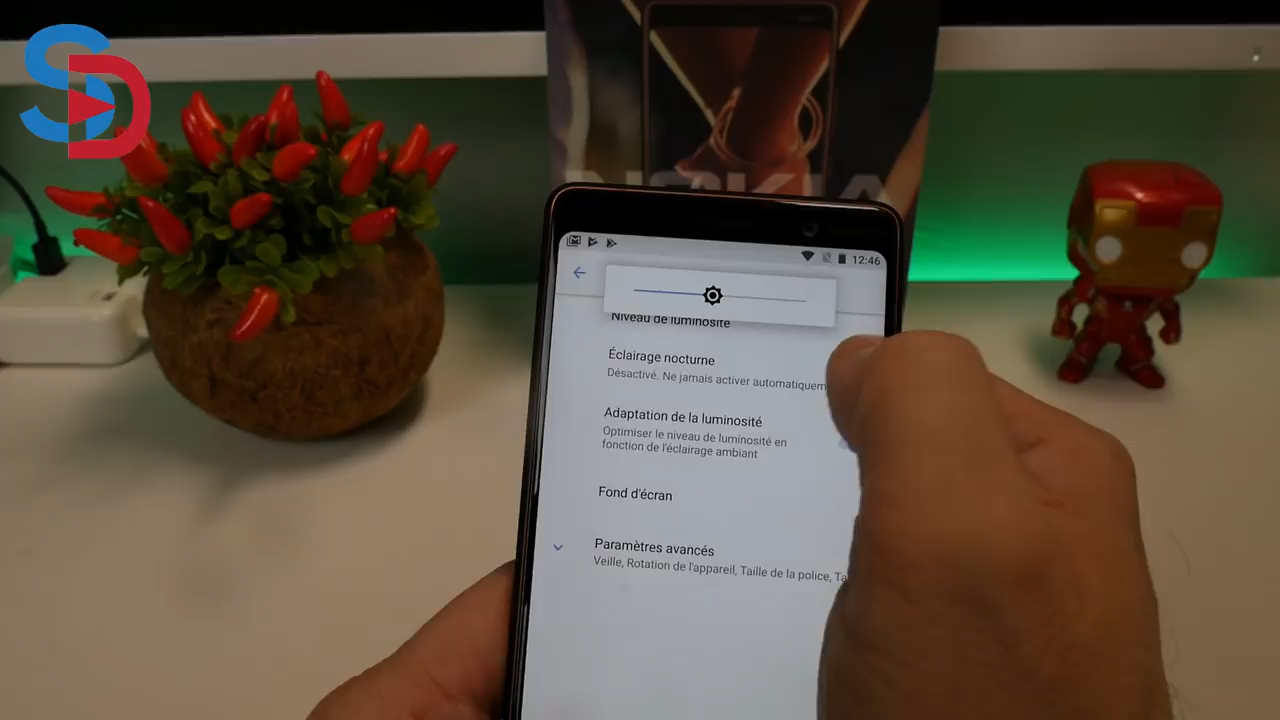 SD
NOKIA
12:46
Niveau de luminosité
Éclairage nocturne
Désactivé. Ne jamais activer automatiquem
Adaptation de la luminosité
Optimiser le niveau de luminosité en
fonction de l'éclairage ambiant
Fond d'écran
Paramètres avancés
Veille, Rotation de l'appareil, Taille de la police, Ta